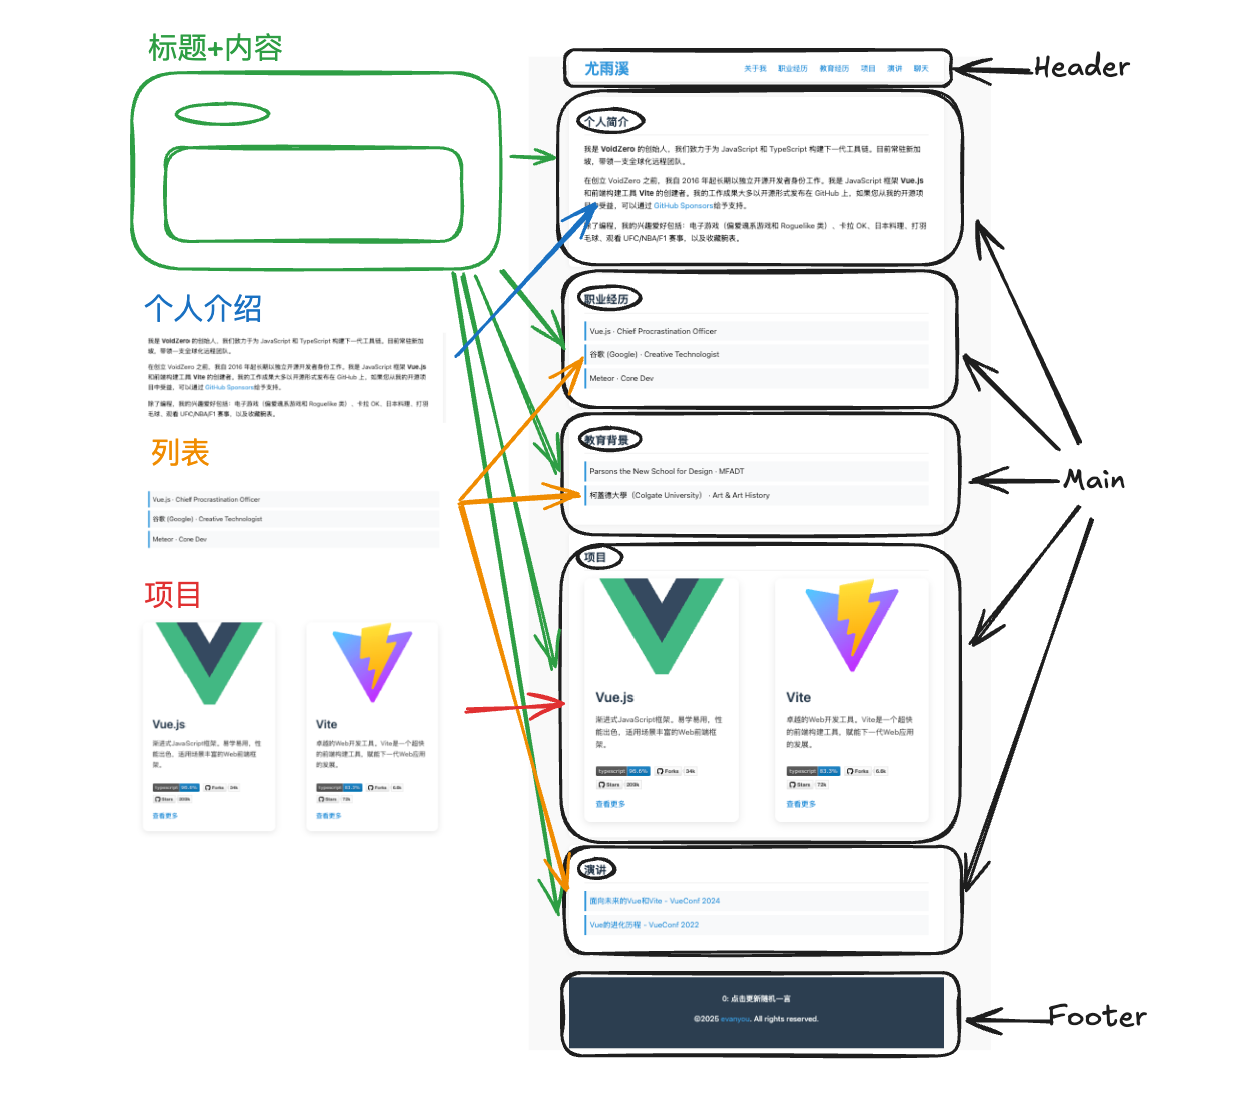 标题+内容
个人介绍
我是 VoidZero 的创始人，我们致力于为 JavaScript 和 TypeScript 构建下一代工具链。目前常驻新加
坡，带领一支全球化远程团队。
在创立 VoidZero 之前，我自 2016 年起长期以独立开源开发者身份工作。我是 JavaScript 框架 Vue.js
和前端构建工具 Vite 的创建者。我的工作成果大多以开源形式发布在 GitHub 上，如果您从我的开源项
目中受益，可以通过 GitHub Sponsors给予支持。
除了编程，我的兴趣爱好包括：电子游戏（偏爱魂系游戏和 Roguelike 类）、卡拉 OK、日本料理、打羽
毛球、观看 UFC/NBA/F1 赛事，以及收藏腕表。
列表
Vue.js · Chieff Procrastination Officer
谷歌 (Google) · Creative Technologist
Meteor · Core Dev
项目
Vue.js
渐进式JavaScript框架。易学易用，性
能出色，适用场景丰富的Web前端框
架。
typescript 96.6% Forks 34k
Stars 208k
查看更多
Vite
卓越的Web开发工具。Vite是一个超快
的前端构建工具，赋能下一代Web应用
的发展。
typescript 83.3% Forks 6.8k
Stars 73k
查看更多
尤雨溪
关于我 职业经历 教育经历 项目 演讲 聊天
个人简介
我是 VoidZero 的创始人，我们致力于为 JavaScript 和 TypeScript 构建下一代工具链。目前常驻新加
坡，带领一支全球化远程团队。
在创立 VoidZero 之前，我自 2016 年起长期以独立开源开发者身份工作。我是 JavaScript 框架 Vue.js
和前端构建工具 Vite 的创建者。我的工作成果大多以开源形式发布在 GitHub 上，如果您从我的开源项
目中受益，可以通过 GitHub Sponsors给予支持。
除了编程，我的兴趣爱好包括：电子游戏（偏爱魂系游戏和 Roguelike 类）、卡拉 OK、日本料理、打羽
毛球、观看 UFC/NBA/F1 赛事，以及收藏腕表。
职业经历
Vue.js · Chieff Procrastination Officer
谷歌 (Google) · Creative Technologist
Meteor · Core Dev
教育背景
Parsons the New School for Design · MFADT
柯盖德大學（Colgate University） · Art & Art History
项目
Vue.js
渐进式JavaScript框架。易学易用，性
能出色，适用场景丰富的Web前端框
架。
typescript 96.6% Forks 34k
Stars 208k
查看更多
Vite
卓越的Web开发工具。Vite是一个超快
的前端构建工具，赋能下一代Web应用
的发展。
typescript 83.3% Forks 6.8k
Stars 73k
查看更多
演讲
面向未来的Vue和Vite - VueConf 2024
Vue的进化历程 - VueConf 2022
0: 点击更新随机一言
©2025 evanyou. All rights reserved.
Header
Main
Footer